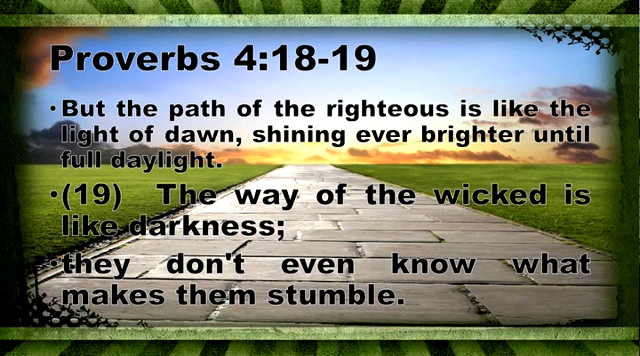 Proverbs 4:18-19
•But the path of the righteous is like the
light of dawn, shining ever brighter until
full daylight.
•(19) The way of the wicked is
like darkness;
•they don't even know what
makes them stumble.